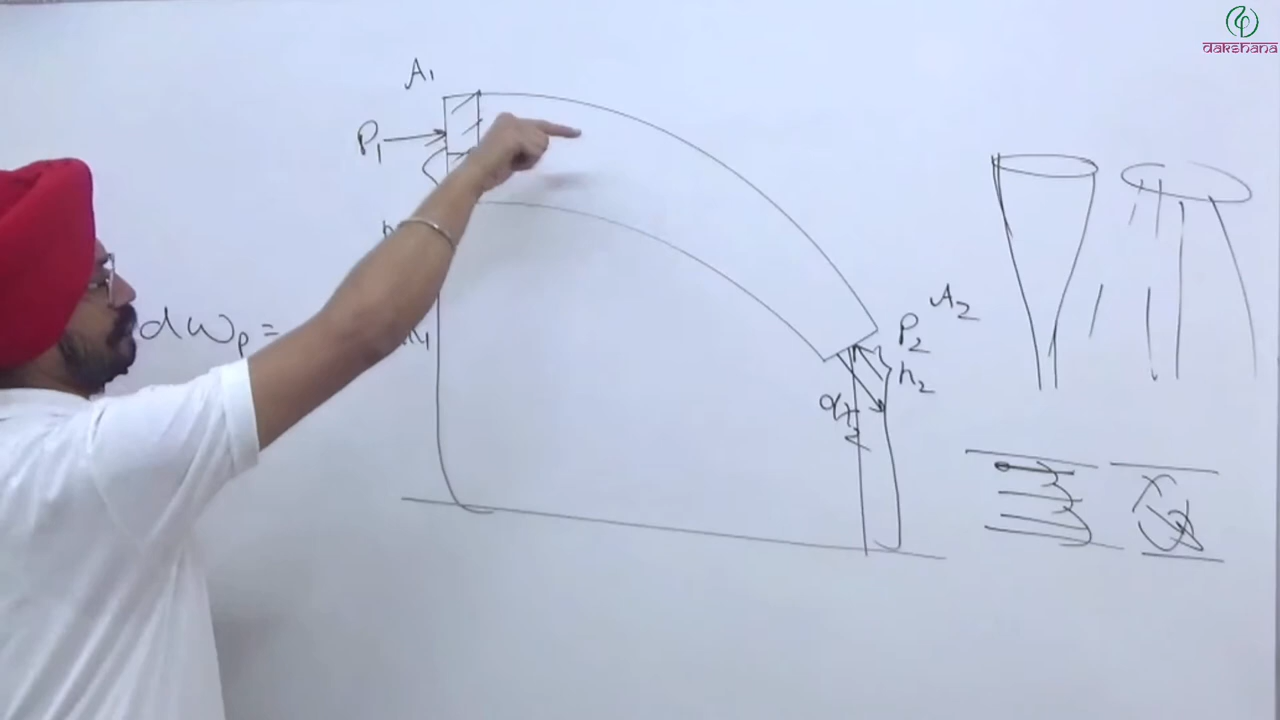 dakshana
A₁
P₁
dWₚ =
A₂
P₂
h₂